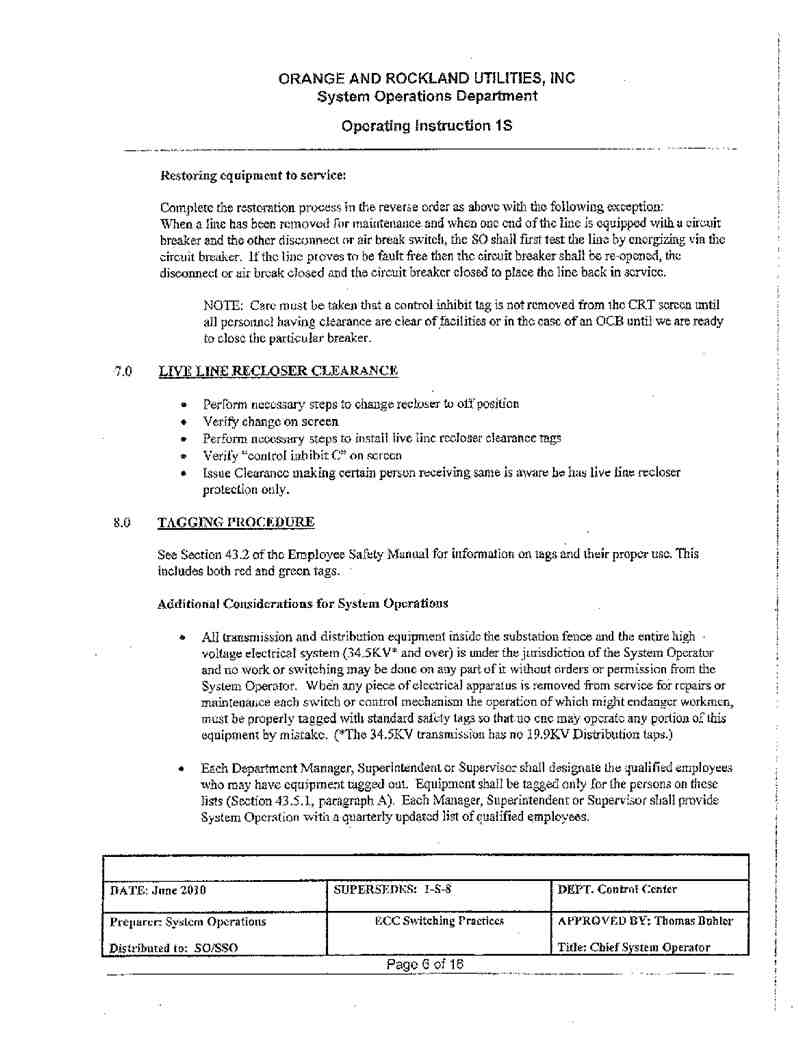 ORANGE AND ROCKLAND UTILITIES, INC
System Operations Department
Operating Instruction 1S
Restoring equipment to service:
Complete the restoration process in the reverse order as above with the following exception:
When a line has been removed for maintenance and when one end of the line is equipped with a circuit
breaker and the other disconnect or air break switch, the SO shall first test the line by energizing via the
circuit breaker. If the line proves to be fault free then the circuit breaker shall be re-opened, the
disconnect or air break closed and the circuit breaker closed to place the line back in service.
NOTE: Care must be taken that a control inhibit tag is not removed from the CRT screen until
all personnel having clearance are clear of facilities or in the case of an OCB until we are ready
to close the particular breaker.
7.0 LIVE LINE RECLOSER CLEARANCE
• Perform necessary steps to change recloser to off position
• Verify change on screen
• Perform necessary steps to install live line recloser clearance tags
• Verify "control inhibit C" on screen
• Issue Clearance making certain person receiving same is aware he has live line recloser
protection only.
8.0 TAGGING PROCEDURE
See Section 43.2 of the Employee Safety Manual for information on tags and their proper use. This
includes both red and green tags.
Additional Considerations for System Operations
• All transmission and distribution equipment inside the substation fence and the entire high
voltage electrical system (34.5KV* and over) is under the jurisdiction of the System Operator
and no work or switching may be done on any part of it without orders or permission from the
System Operator. When any piece of electrical apparatus is removed from service for repairs or
maintenance each switch or control mechanism the operation of which might endanger workmen,
must be properly tagged with standard safety tags so that no one may operate any portion of this
equipment by mistake. (*The 34.5KV transmission has no 19.9KV Distribution taps.)
• Each Department Manager, Superintendent or Supervisor shall designate the qualified employees
who may have equipment tagged out. Equipment shall be tagged only for the persons on these
lists (Section 43.5.1, paragraph A). Each Manager, Superintendent or Supervisor shall provide
System Operation with a quarterly updated list of qualified employees.
DATE: June 2010 SUPERSEDES: 1-S-8 DEPT. Control Center
Preparer: System Operations ECC Switching Practices APPROVED BY: Thomas Buhler
Distributed to: SO/SSO Title: Chief System Operator
Page 6 of 16